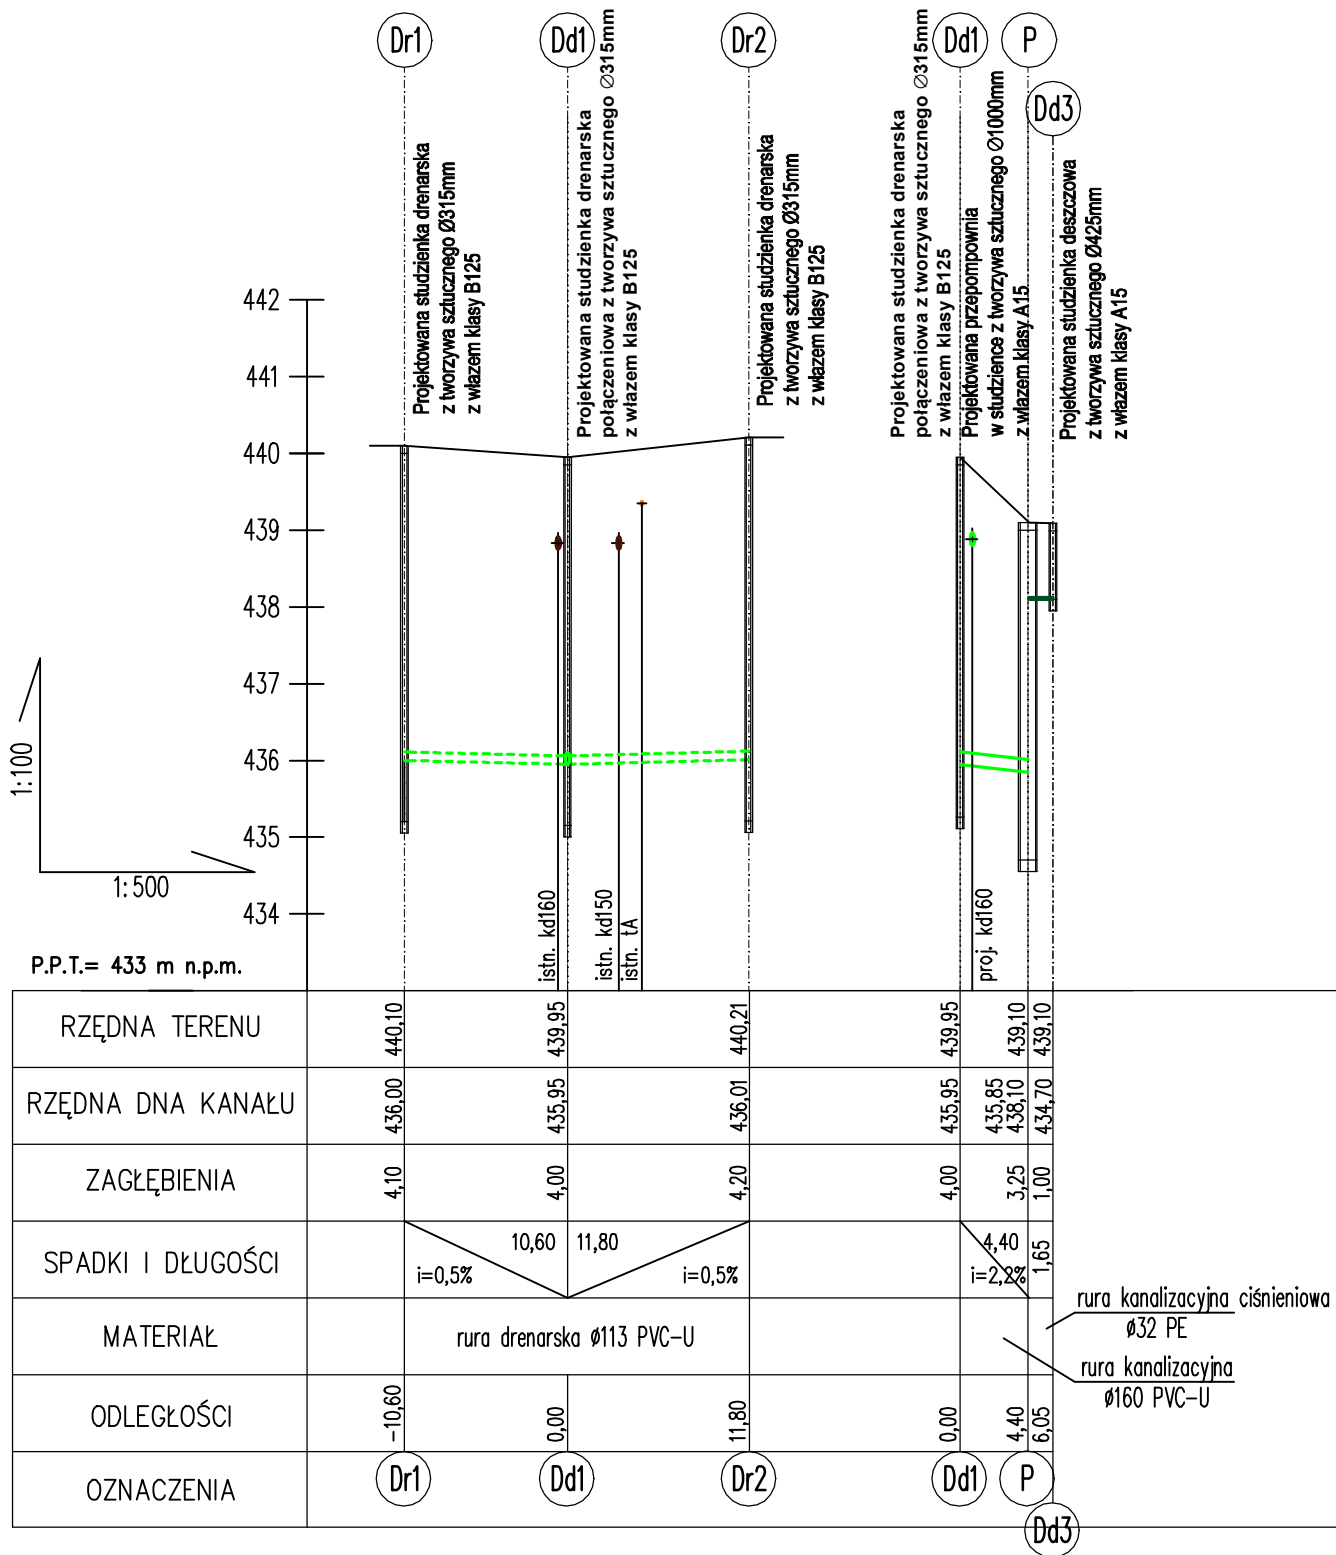 Dr1
Dd1
Dr2
Dd1
P
Dd3
Projektowana studzienka drenarska
z tworzywa sztucznego Ø315mm
z włazem klasy B125
Projektowana studzienka drenarska
połączeniowa z tworzywa sztucznego Ø315mm
z włazem klasy B125
Projektowana studzienka drenarska
z tworzywa sztucznego Ø315mm
z włazem klasy B125
Projektowana studzienka drenarska
połączeniowa z tworzywa sztucznego Ø315mm
z włazem klasy B125
Projektowana przepompownia
w studzience z tworzywa sztucznego Ø1000mm
z włazem klasy A15
Projektowana studzienka deszczowa
z tworzywa sztucznego Ø425mm
z włazem klasy A15
442
441
440
439
438
437
436
435
434
1:100
1:500
P.P.T.= 433 m n.p.m.
istn. kd160
istn. kd150
istn. tA
proj. kd160
RZĘDNA TERENU
440,10
439,95
440,21
439,95
439,10
439,10
RZĘDNA DNA KANAŁU
436,00
435,95
436,01
435,95
435,85
438,10
434,70
ZAGŁĘBIENIA
4,10
4,00
4,20
4,00
3,25
1,00
SPADKI I DŁUGOŚCI
i=0,5%
10,60
11,80
i=0,5%
4,40
i=2,2%
1,65
MATERIAŁ
rura drenarska ø113 PVC-U
rura kanalizacyjna ciśnieniowa
ø32 PE
rura kanalizacyjna
ø160 PVC-U
ODLEGŁOŚCI
-10,60
0,00
11,80
0,00
4,40
6,05
OZNACZENIA
Dr1
Dd1
Dr2
Dd1
P
Dd3